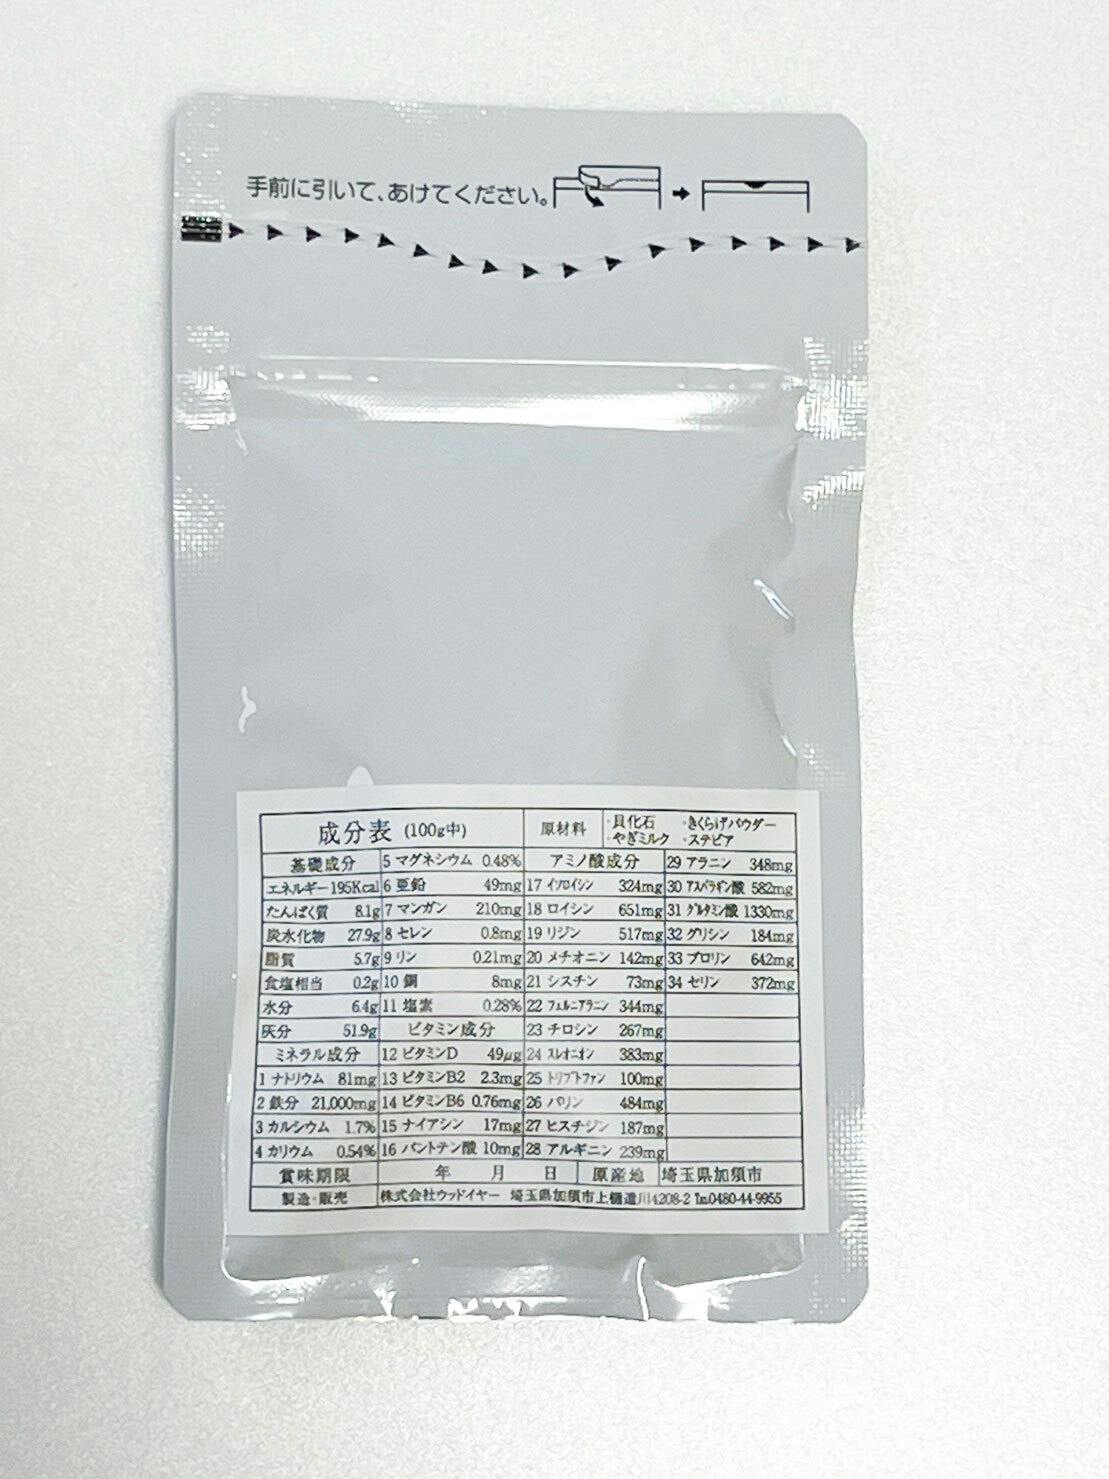 手前に引いて、あけてください。
成分表 (100g中) 原材料 ・貝化石 ・きくらげパウダー
・やぎミルク ・ステビア
基礎成分 5 マグネシウム 0.48% アミノ酸成分 29 アラニン 348mg
エネルギー 195Kcal 6 亜鉛 49mg 17 イソロイシン 324mg 30 アスパラギン酸 582mg
たんぱく質 8.1g 7 マンガン 210mg 18 ロイシン 651mg 31 グルタミン酸 1330mg
炭水化物 27.9g 8 セレン 0.8mg 19 リジン 517mg 32 グリシン 184mg
脂質 5.7g 9 リン 0.21mg 20 メチオニン 142mg 33 プロリン 642mg
食塩相当 0.2g 10 銅 8mg 21 シスチン 73mg 34 セリン 372mg
水分 6.4g 11 塩素 0.28% 22 フェルニアラニン 344mg
灰分 51.9g ビタミン成分 23 チロシン 267mg
ミネラル成分 12 ビタミンD 49μg 24 スレオニオン 383mg
1 ナトリウム 81mg 13 ビタミンB2 2.3mg 25 トリプトファン 100mg
2 鉄分 21,000mg 14 ビタミンB6 0.76mg 26 バリン 484mg
3 カルシウム 1.7% 15 ナイアシン 17mg 27 ヒスチジン 187mg
4 カリウム 0.54% 16 パントテン酸 10mg 28 アルギニン 239mg
賞味期限 年 月 日 原産地 埼玉県加須市
製造・販売 株式会社ウッドイヤー 埼玉県加須市上樋遣川4208-2 ℡0480-44-9955